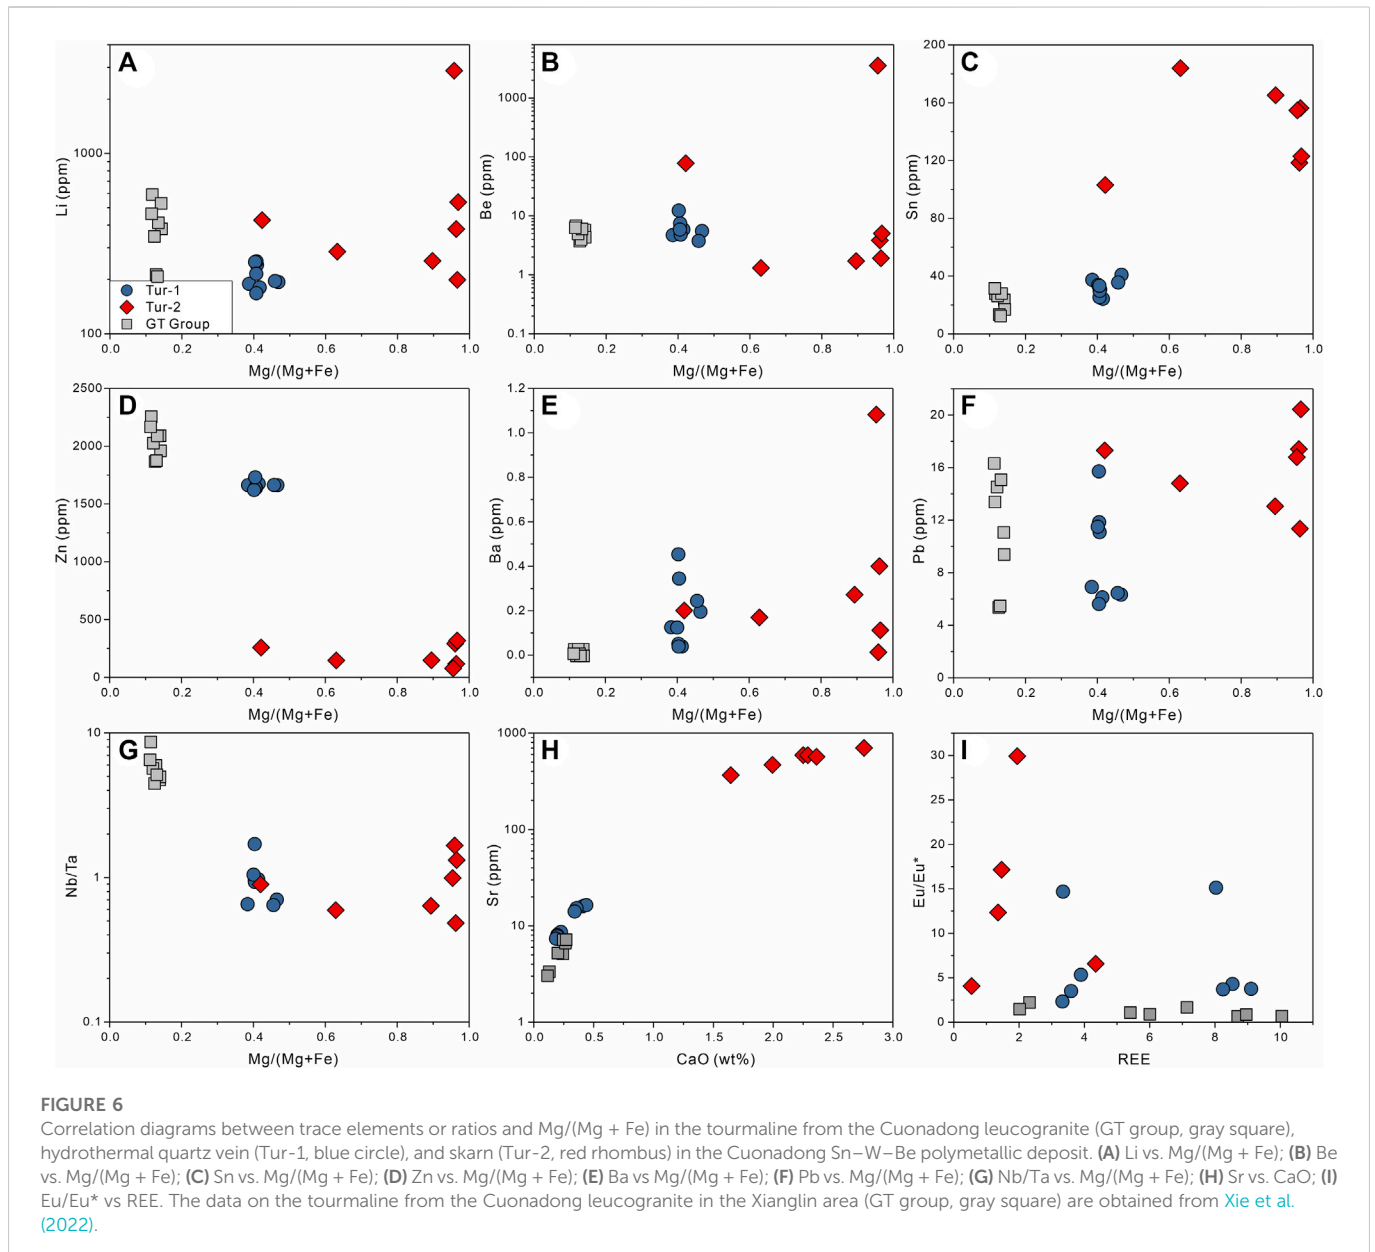 A
B
C
Li (ppm)
1000
100
Tur-1
Tur-2
GT Group
0.0 0.2 0.4 0.6 0.8 1.0
Mg/(Mg+Fe)
Be (ppm)
1000
100
10
1
0.1
0.0 0.2 0.4 0.6 0.8 1.0
Mg/(Mg+Fe)
Sn (ppm)
200
160
120
80
40
0
0.0 0.2 0.4 0.6 0.8 1.0
Mg/(Mg+Fe)
D
E
F
Zn (ppm)
2500
2000
1500
1000
500
0
0.0 0.2 0.4 0.6 0.8 1.0
Mg/(Mg+Fe)
Ba (ppm)
1.2
1.0
0.8
0.6
0.4
0.2
0.0
0.0 0.2 0.4 0.6 0.8 1.0
Mg/(Mg+Fe)
Pb (ppm)
20
16
12
8
4
0
0.0 0.2 0.4 0.6 0.8 1.0
Mg/(Mg+Fe)
G
H
I
Nb/Ta
10
1
0.1
0.0 0.2 0.4 0.6 0.8 1.0
Mg/(Mg+Fe)
Sr (ppm)
1000
100
10
1
0.0 0.5 1.0 1.5 2.0 2.5 3.0
CaO (wt%)
Eu/Eu*
30
25
20
15
10
5
0
0 2 4 6 8 10
REE
FIGURE 6
Correlation diagrams between trace elements or ratios and Mg/(Mg + Fe) in the tourmaline from the Cuonadong leucogranite (GT group, gray square),
hydrothermal quartz vein (Tur-1, blue circle), and skarn (Tur-2, red rhombus) in the Cuonadong Sn–W–Be polymetallic deposit. (A) Li vs. Mg/(Mg + Fe); (B) Be
vs. Mg/(Mg + Fe); (C) Sn vs. Mg/(Mg + Fe); (D) Zn vs. Mg/(Mg + Fe); (E) Ba vs Mg/(Mg + Fe); (F) Pb vs. Mg/(Mg + Fe); (G) Nb/Ta vs. Mg/(Mg + Fe); (H) Sr vs. CaO; (I)
Eu/Eu* vs REE. The data on the tourmaline from the Cuonadong leucogranite in the Xianglin area (GT group, gray square) are obtained from Xie et al.
(2022).